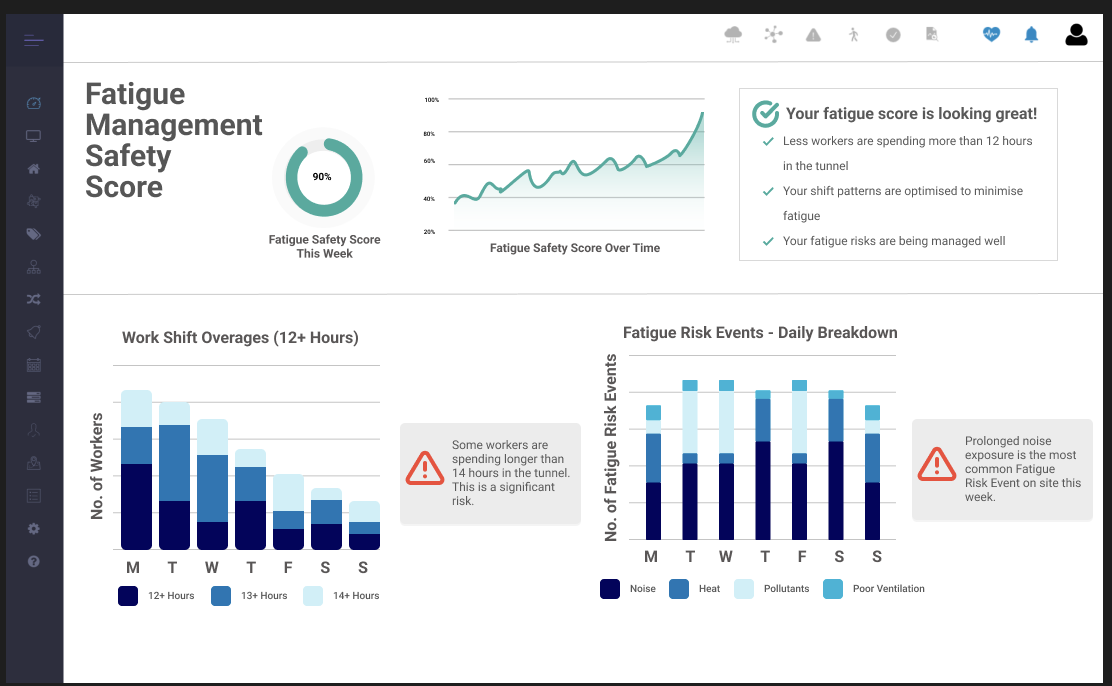 Fatigue
Management
Safety
Score
90%
Fatigue Safety Score
This Week
100%
80%
60%
40%
20%
Fatigue Safety Score Over Time
Your fatigue score is looking great!
Less workers are spending more than 12 hours
in the tunnel
Your shift patterns are optimised to minimise
fatigue
Your fatigue risks are being managed well
Work Shift Overages (12+ Hours)
No. of Workers
M T W T F S S
12+ Hours 13+ Hours 14+ Hours
Some workers are
spending longer than
14 hours in the tunnel.
This is a significant
risk.
Fatigue Risk Events - Daily Breakdown
No. of Fatigue Risk Events
M T W T F S S
Noise Heat Pollutants Poor Ventilation
Prolonged noise
exposure is the most
common Fatigue
Risk Event on site this
week.